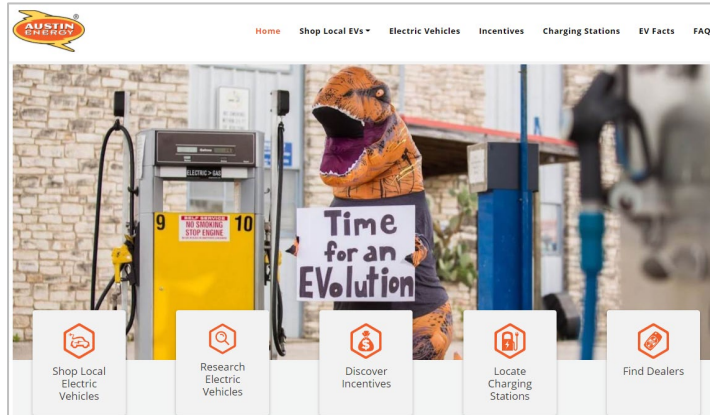 AUSTIN
ENERGY
Home Shop Local EVs Electric Vehicles Incentives Charging Stations EV Facts FAQ
ELECTRIC > GAS
9 10
SELF SERVICE
NO SMOKING
STOP ENGINE
Time
for an
EVolution
Shop Local
Electric
Vehicles
Research
Electric
Vehicles
Discover
Incentives
Locate
Charging
Stations
Find Dealers